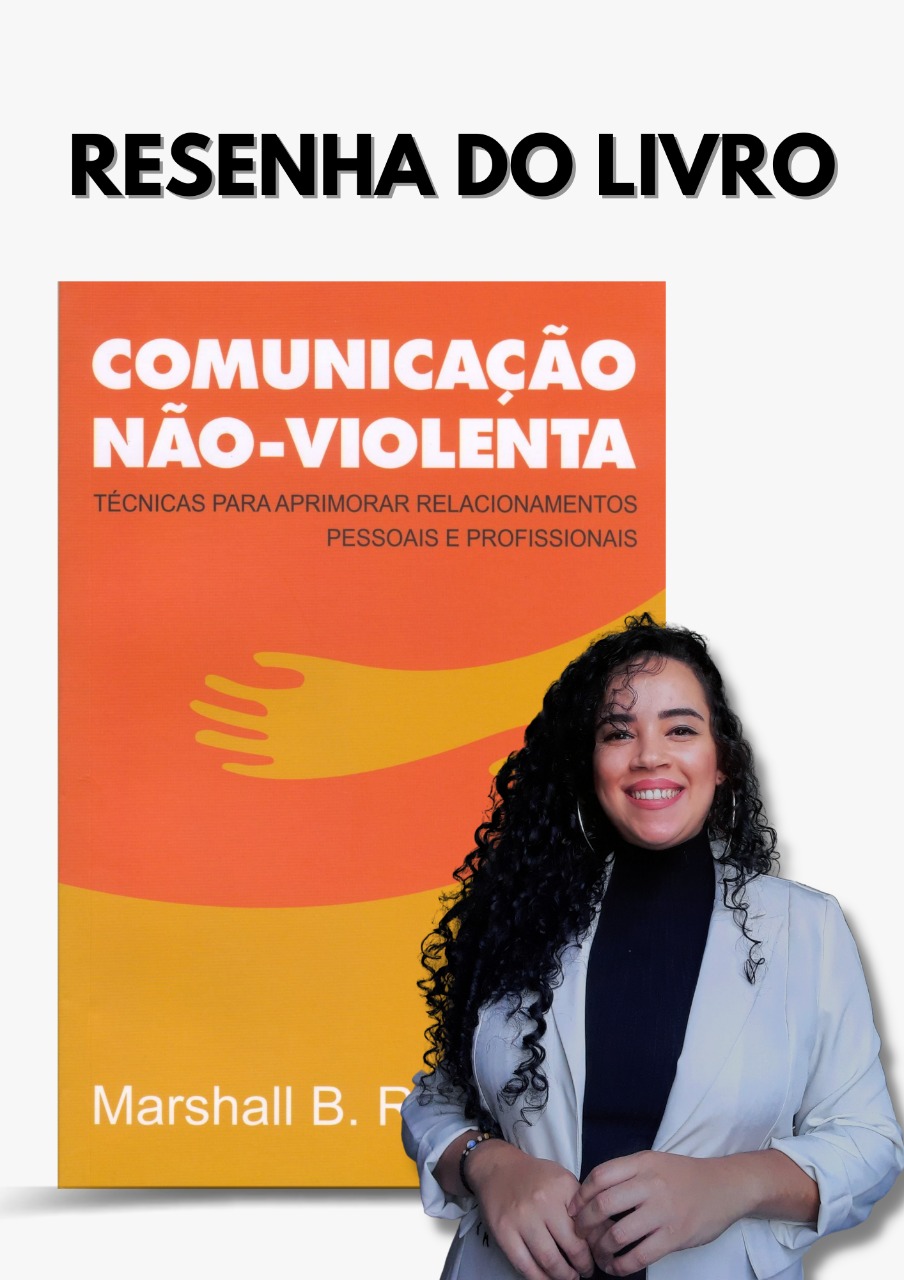 RESENHA DO LIVRO
COMUNICAÇÃO
NÃO-VIOLENTA
TÉCNICAS PARA APRIMORAR RELACIONAMENTOS
PESSOAIS E PROFISSIONAIS
Marshall B.